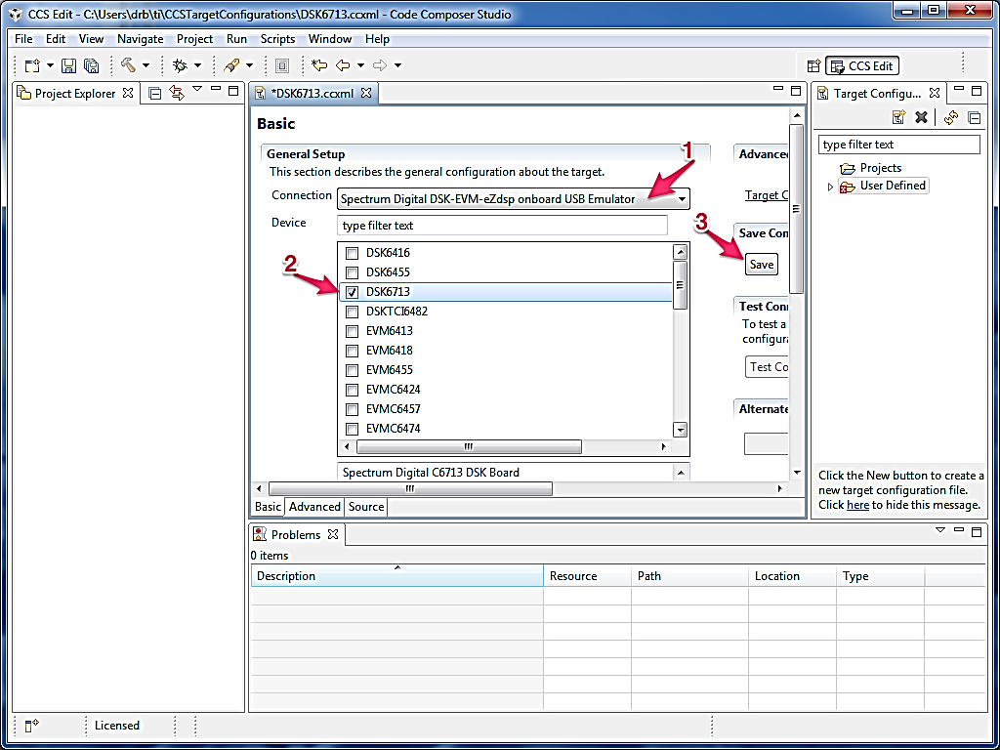 CCS Edit - C:\Users\drb\ti\CCSTargetConfigurations\DSK6713.ccxml - Code Composer Studio
File Edit View Navigate Project Run Scripts Window Help
CCS Edit
Project Explorer
*DSK6713.ccxml
Target Configu...
Basic
type filter text
General Setup
Advanced
This section describes the general configuration about the target.
Projects
User Defined
1
Connection Spectrum Digital DSK-EVM-eZdsp onboard USB Emulator
Target C
Device type filter text
3
Save Con
2
DSK6416
DSK6455
DSK6713
DSKTCI6482
EVM6413
EVM6418
EVM6455
EVMC6424
EVMC6457
EVMC6474
Save
Test Conn
To test a
configura
Test Co
Alternate
Spectrum Digital C6713 DSK Board
Click the New button to create a
new target configuration file.
Click here to hide this message.
Basic Advanced Source
Problems
0 items
Description Resource Path Location Type
Licensed